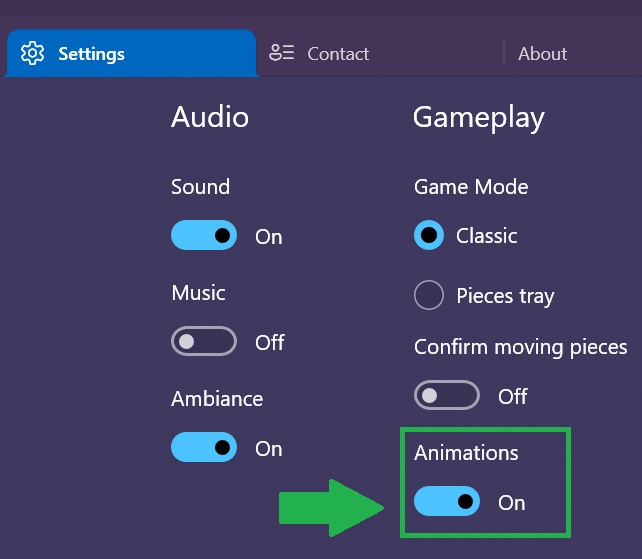 Settings
Contact
About
Audio
Sound
On
Music
Off
Ambiance
On
Gameplay
Game Mode
Classic
Pieces tray
Confirm moving pieces
Off
Animations
On